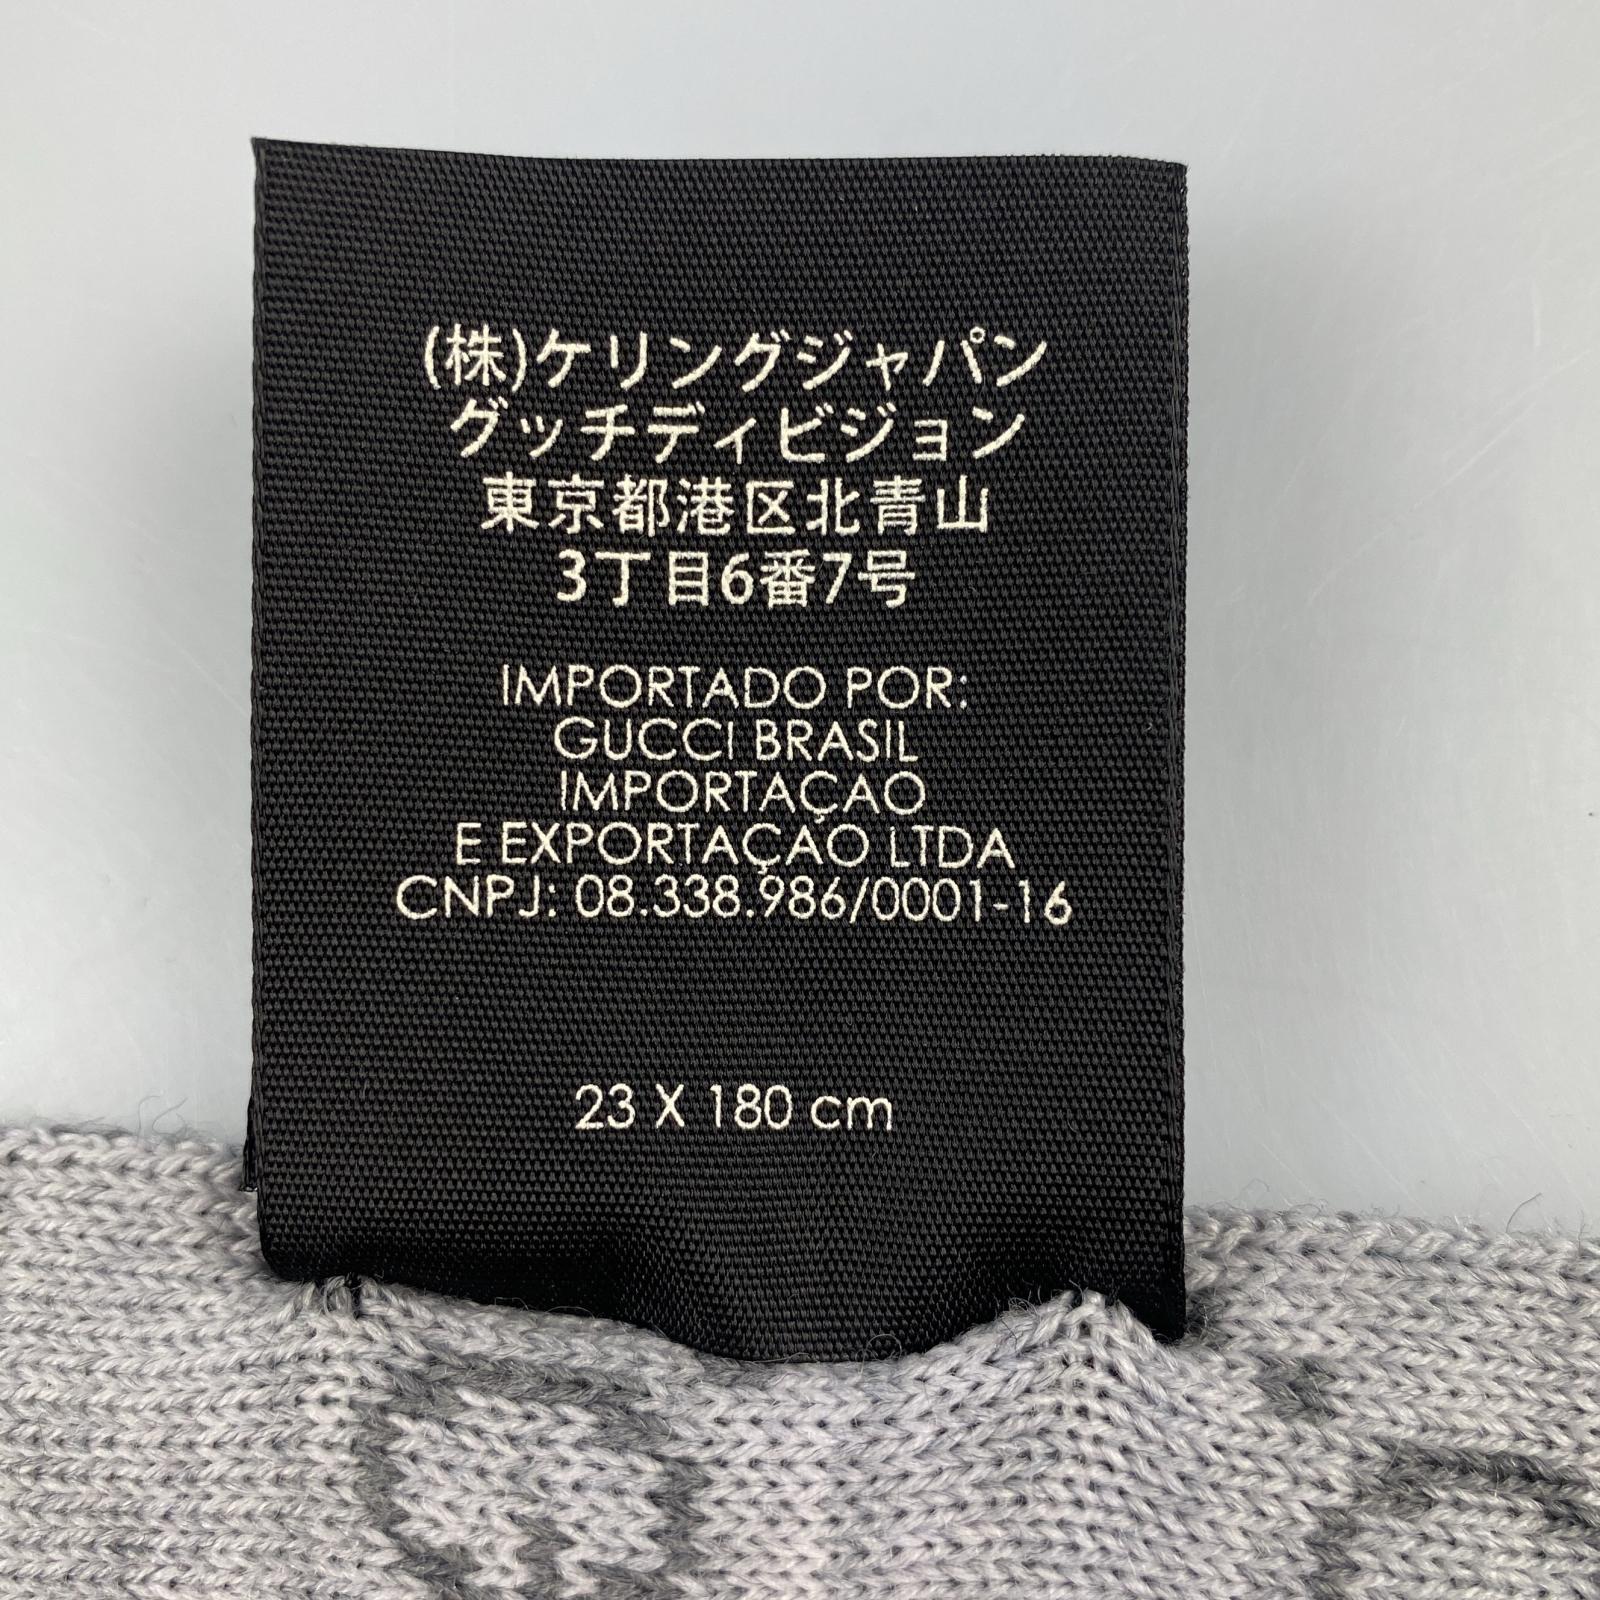 (株)ケリングジャパン
グッチディビジョン
東京都港区北青山
3丁目6番7号
IMPORTADO POR:
GUCCI BRASIL
IMPORTAÇAO
E EXPORTAÇAO LTDA
CNPJ: 08.338.986/0001-16
23 X 180 cm